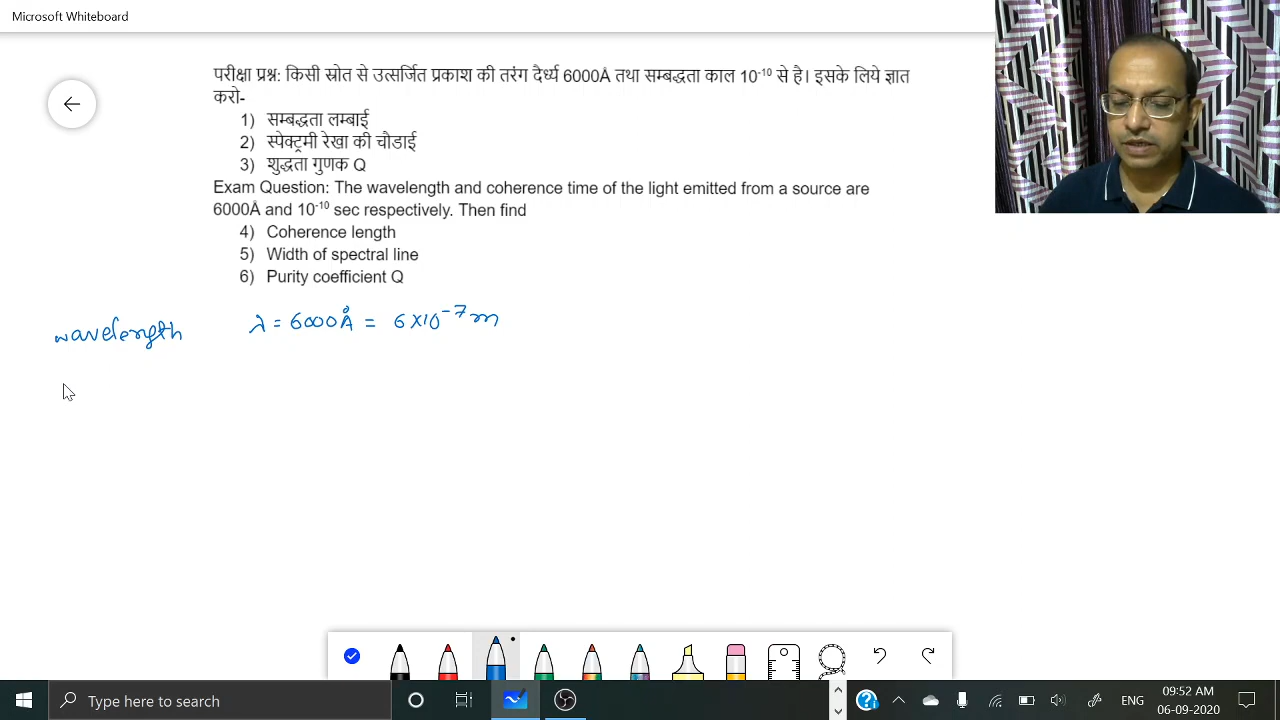 Microsoft Whiteboard
परीक्षा प्रश्न: किसी स्रोत से उत्सर्जित प्रकाश की तरंग दैर्ध्य 6000Å तथा सम्बद्धता काल 10⁻¹⁰ से है। इसके लिये ज्ञात
करो-
1) सम्बद्धता लम्बाई
2) स्पेक्ट्रमी रेखा की चौडाई
3) शुद्धता गुणक Q
Exam Question: The wavelength and coherence time of the light emitted from a source are
6000Å and 10⁻¹⁰ sec respectively. Then find
4) Coherence length
5) Width of spectral line
6) Purity coefficient Q
wavelength λ = 6000Å = 6×10⁻⁷ m
Type here to search
ENG
09:52 AM
06-09-2020